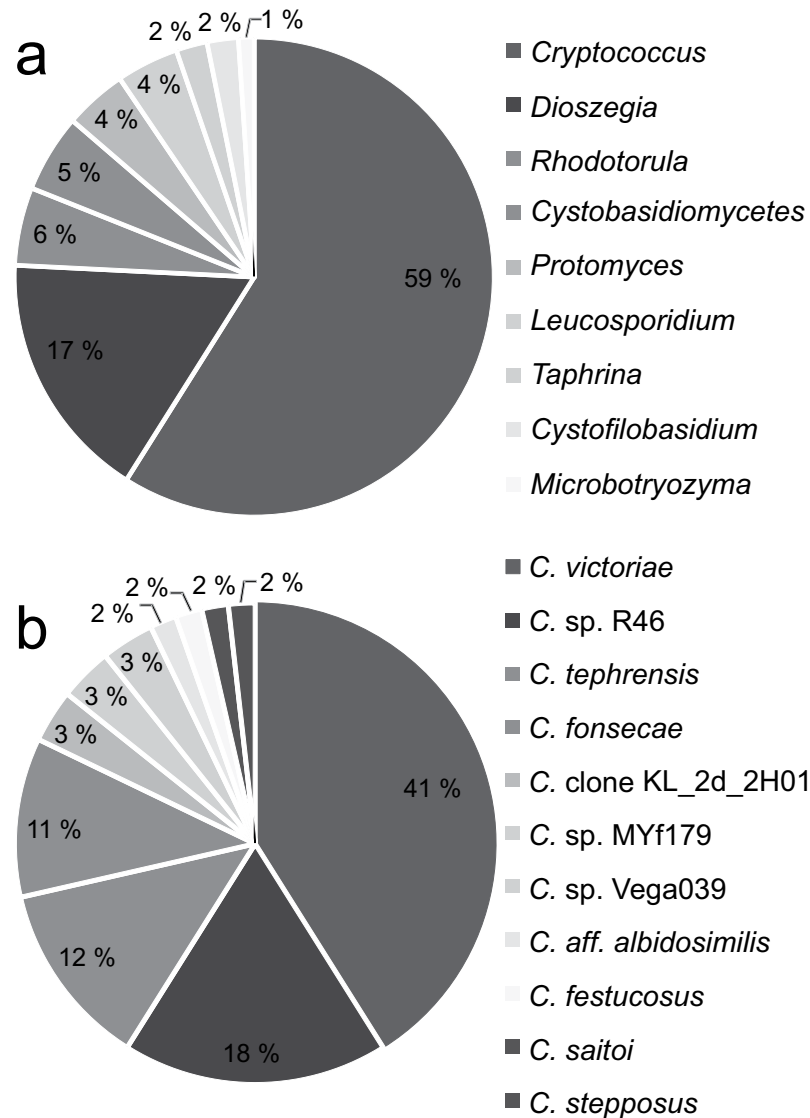 a
2 %
2 %
1 %
4 %
4 %
5 %
6 %
17 %
59 %
Cryptococcus
Dioszegia
Rhodotorula
Cystobasidiomycetes
Protomyces
Leucosporidium
Taphrina
Cystofilobasidium
Microbotryozyma
b
2 %
2 %
2 %
2 %
3 %
3 %
3 %
11 %
12 %
18 %
41 %
C. victoriae
C. sp. R46
C. tephrensis
C. fonsecae
C. clone KL_2d_2H01
C. sp. MYf179
C. sp. Vega039
C. aff. albidosimilis
C. festucosus
C. saitoi
C. stepposus